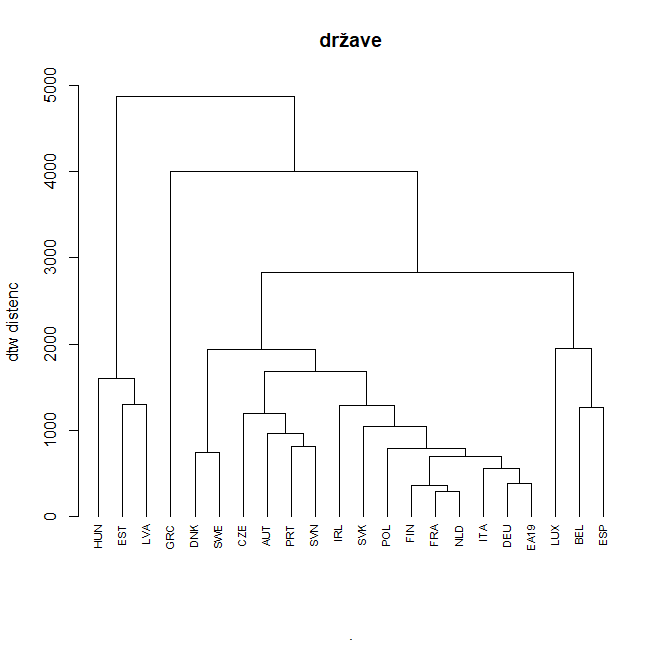 države
dtw distenc
5000
4000
3000
2000
1000
0
HUN
EST
LVA
GRC
DNK
SWE
CZE
AUT
PRT
SVN
IRL
SVK
POL
FIN
FRA
NLD
ITA
DEU
EA19
LUX
BEL
ESP
.